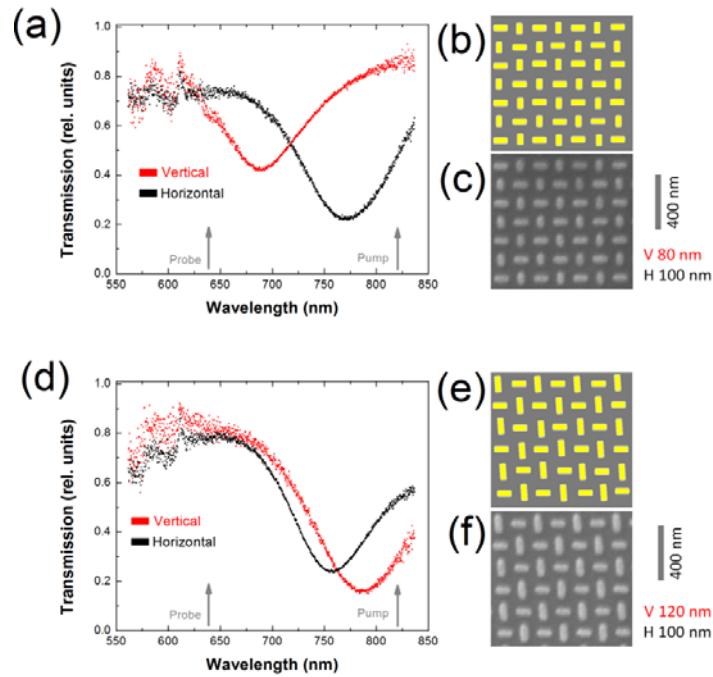 (a)
Transmission (rel. units)
1.0
0.8
0.6
0.4
0.2
0.0
Vertical
Horizontal
Probe
Pump
550 600 650 700 750 800 850
Wavelength (nm)
(b)
(c)
400 nm
V 80 nm
H 100 nm
(d)
Transmission (rel. units)
1.0
0.8
0.6
0.4
0.2
0.0
Vertical
Horizontal
Probe
Pump
550 600 650 700 750 800 850
Wavelength (nm)
(e)
(f)
400 nm
V 120 nm
H 100 nm